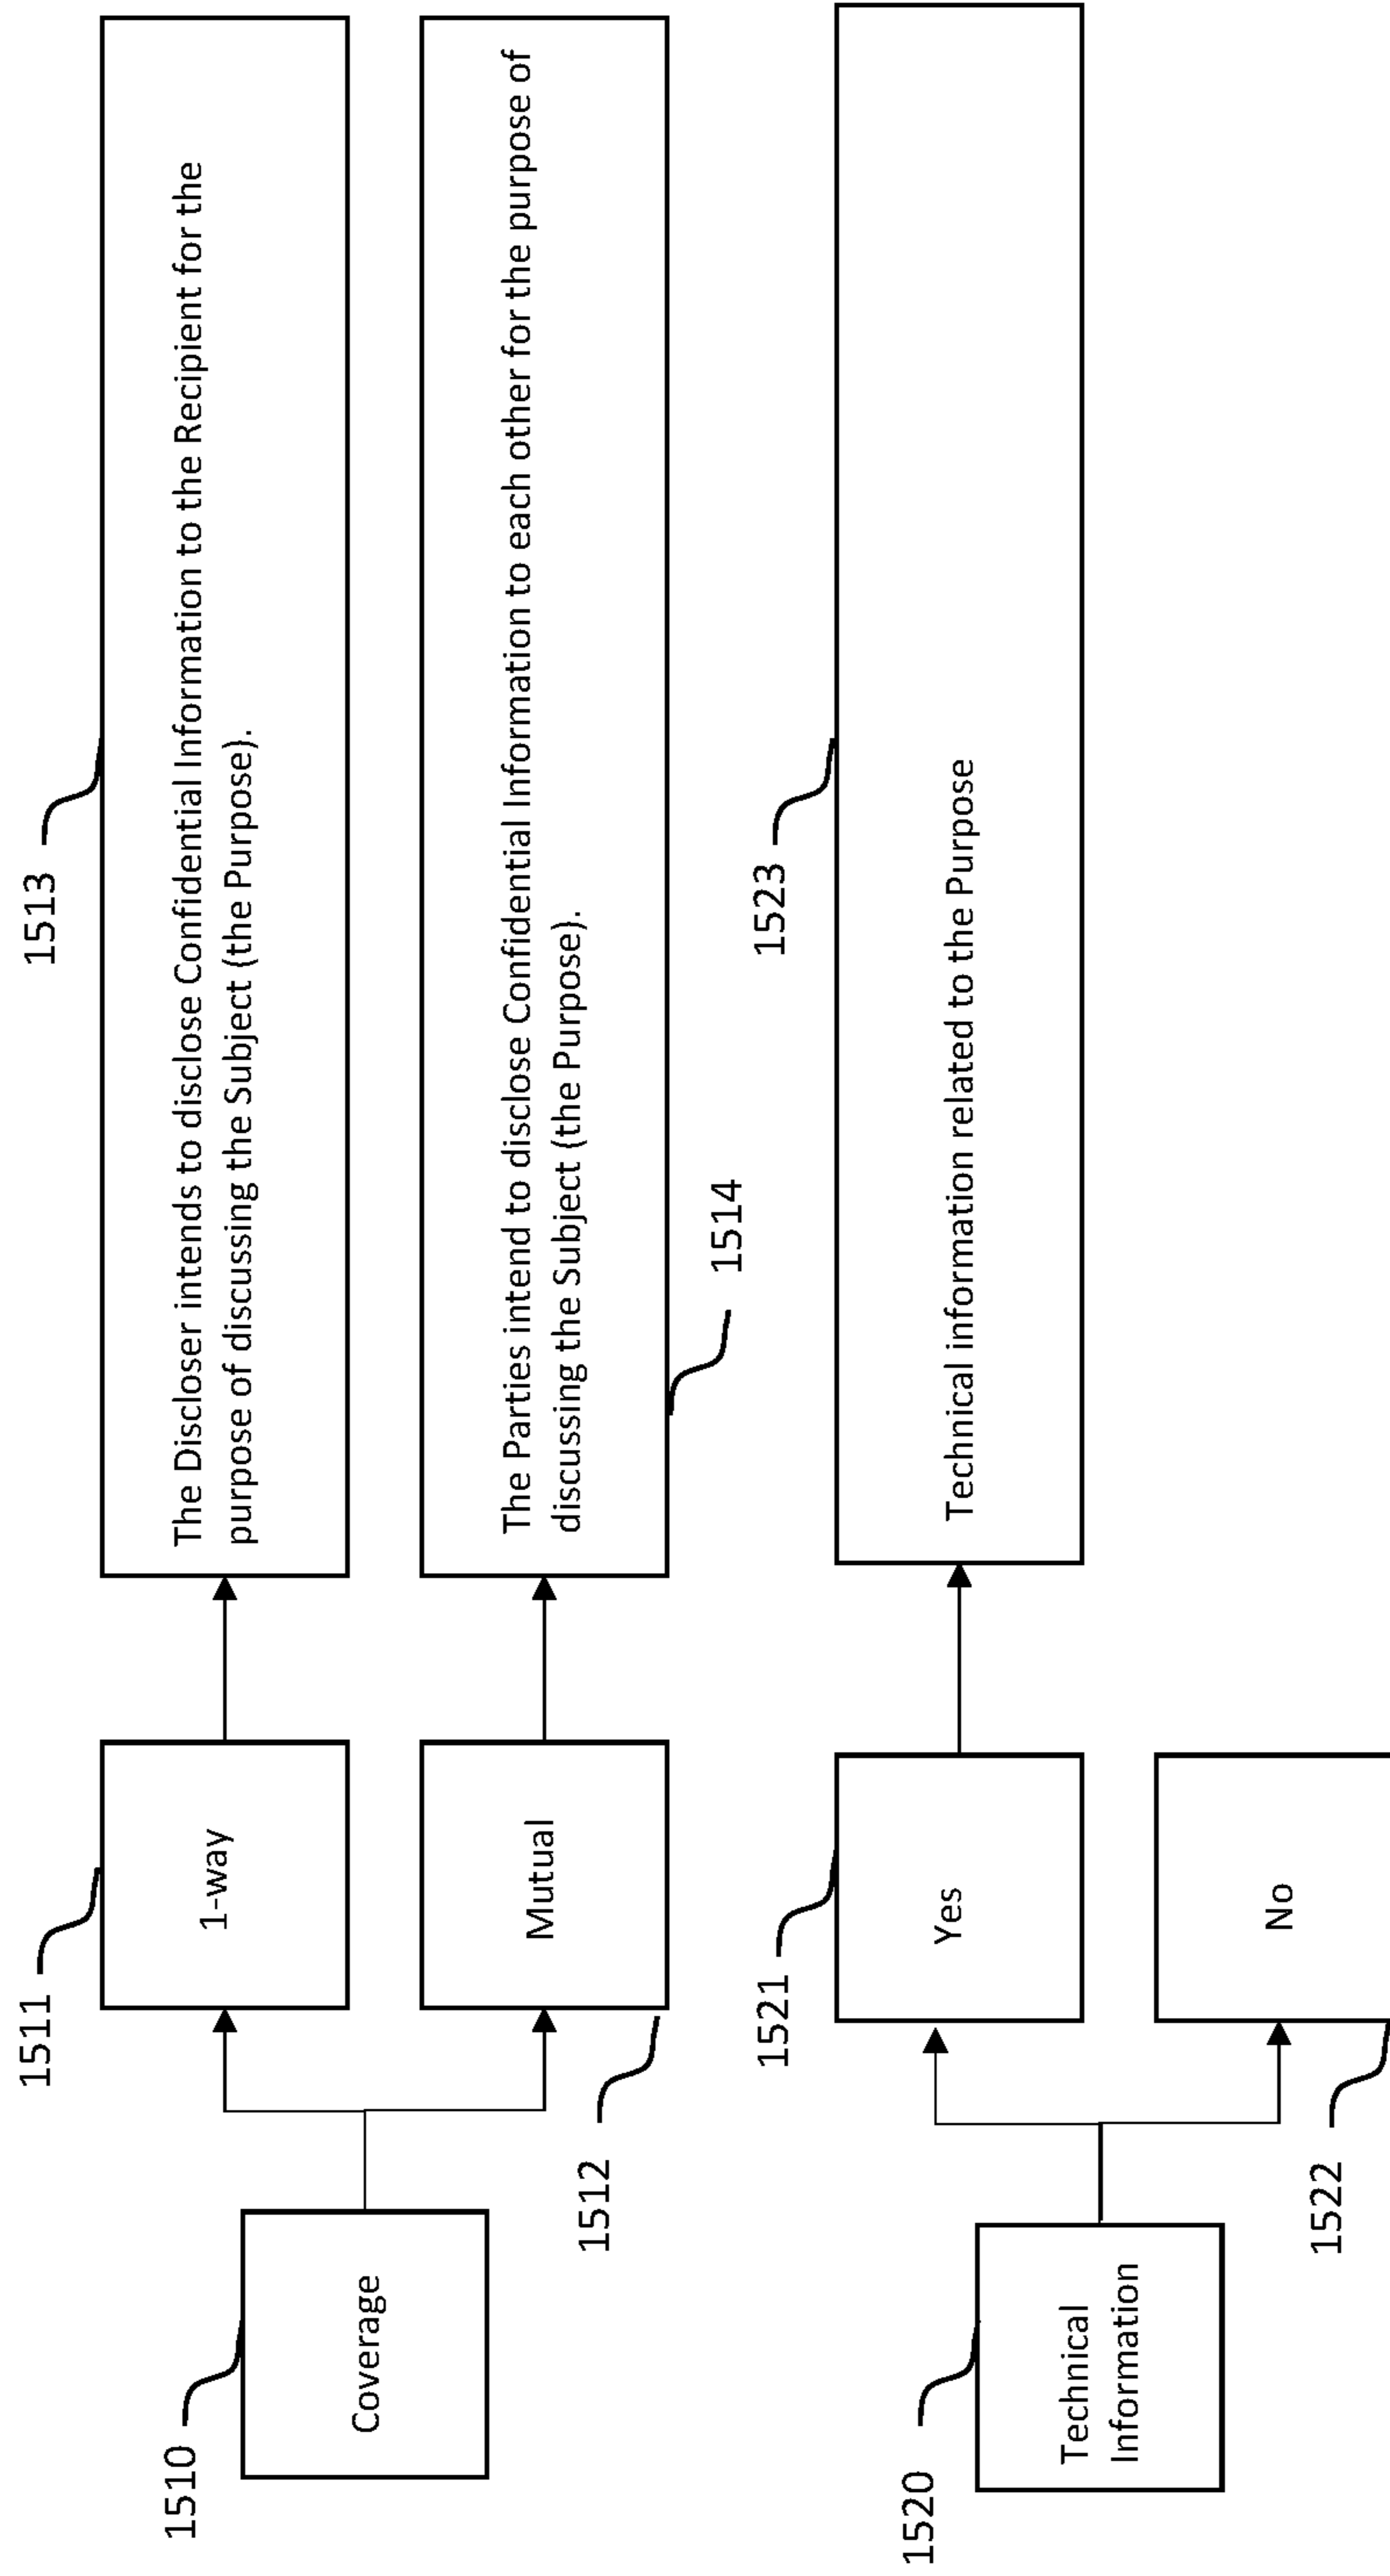 1513
The Discloser intends to disclose Confidential Information to the Recipient for the
purpose of discussing the Subject (the Purpose).
1511
1-way
1510
Coverage
1512
Mutual
The Parties intend to disclose Confidential Information to each other for the purpose of
discussing the Subject (the Purpose).
1514
1523
Technical information related to the Purpose
1521
Yes
1520
Technical
Information
1522
No